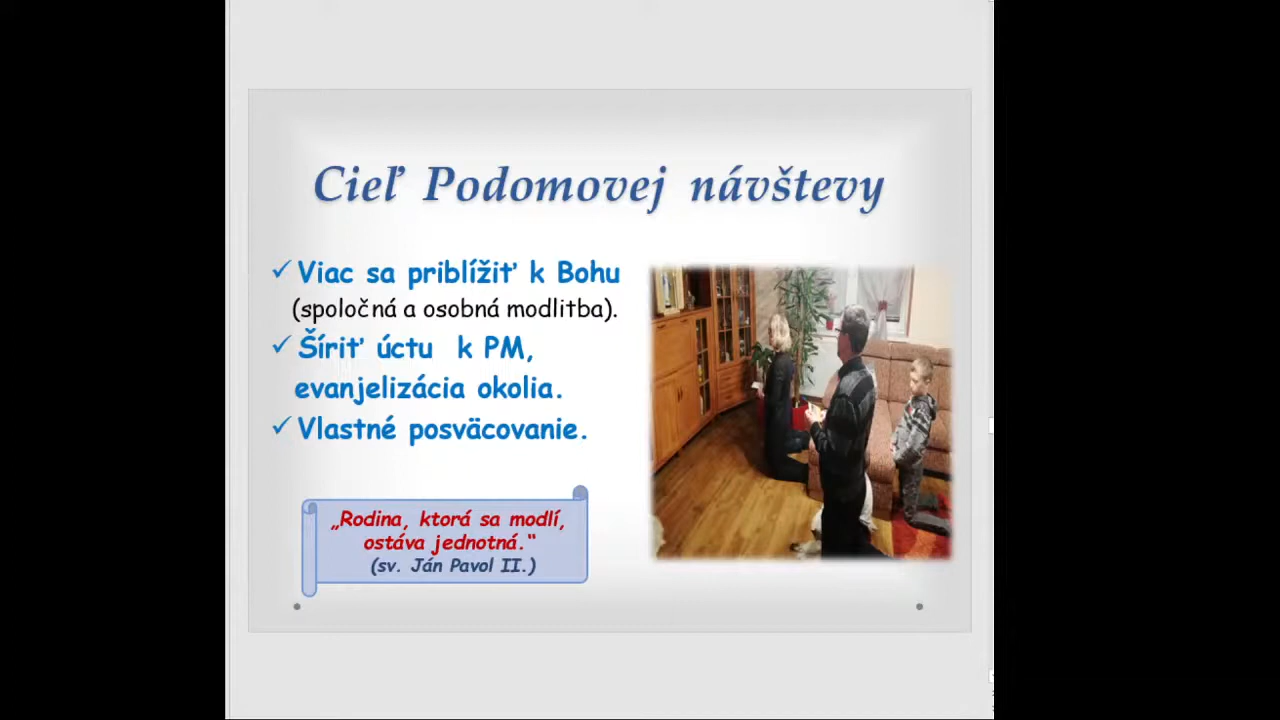 Cieľ Podomovej návštevy
✓ Viac sa priblížiť k Bohu
(spoločná a osobná modlitba).
✓ Šíriť úctu k PM,
evanjelizácia okolia.
✓ Vlastné posväcovanie.
„Rodina, ktorá sa modlí,
ostáva jednotná.“
(sv. Ján Pavol II.)